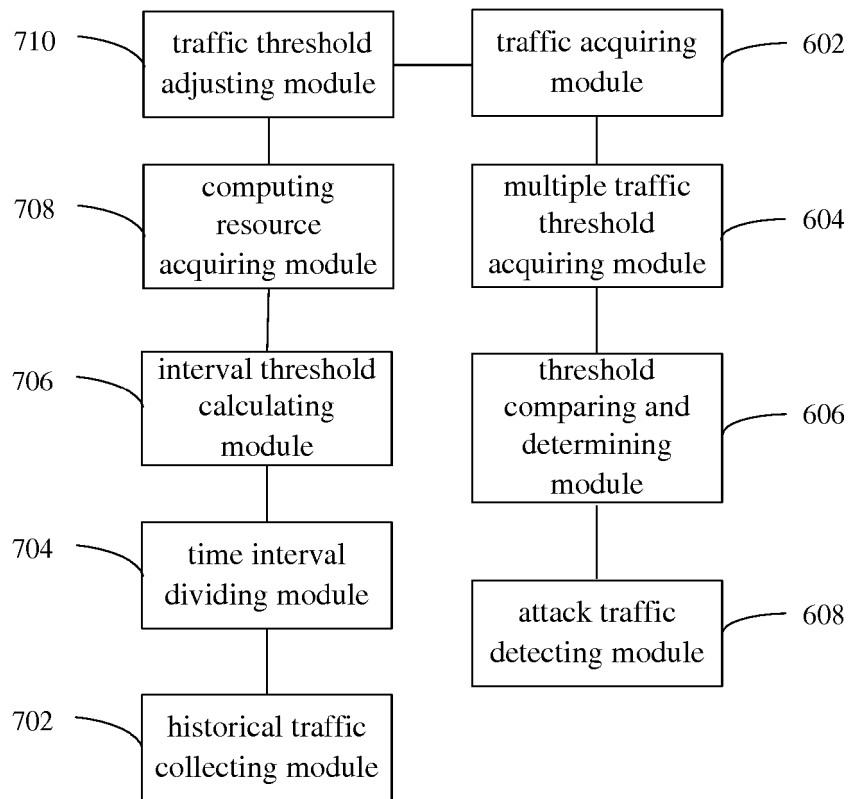 710
traffic threshold
adjusting module
traffic acquiring
module
602
708
computing
resource
acquiring module
multiple traffic
threshold
acquiring module
604
706
interval threshold
calculating
module
threshold
comparing and
determining
module
606
704
time interval
dividing module
attack traffic
detecting module
608
702
historical traffic
collecting module